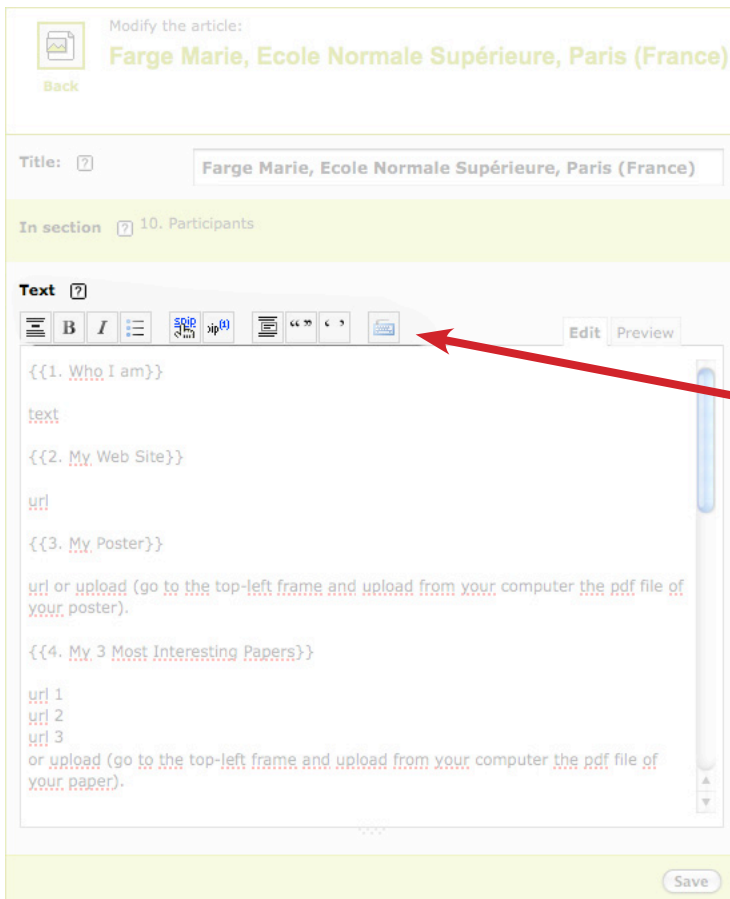 Modify the article:
Farge Marie, Ecole Normale Supérieure, Paris (France)
Back
Title: ?
Farge Marie, Ecole Normale Supérieure, Paris (France)
In section ? 10. Participants
Text ?
B I spip ip(1) “ ” ‘ ’
Edit Preview
{{1. Who I am}}
text
{{2. My Web Site}}
url
{{3. My Poster}}
url or upload (go to the top-left frame and upload from your computer the pdf file of
your poster).
{{4. My 3 Most Interesting Papers}}
url 1
url 2
url 3
or upload (go to the top-left frame and upload from your computer the pdf file of
your paper).
Save